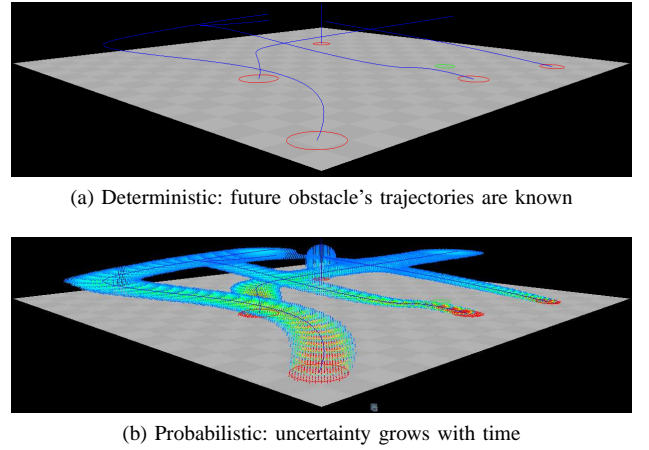 (a) Deterministic: future obstacle's trajectories are known
(b) Probabilistic: uncertainty grows with time